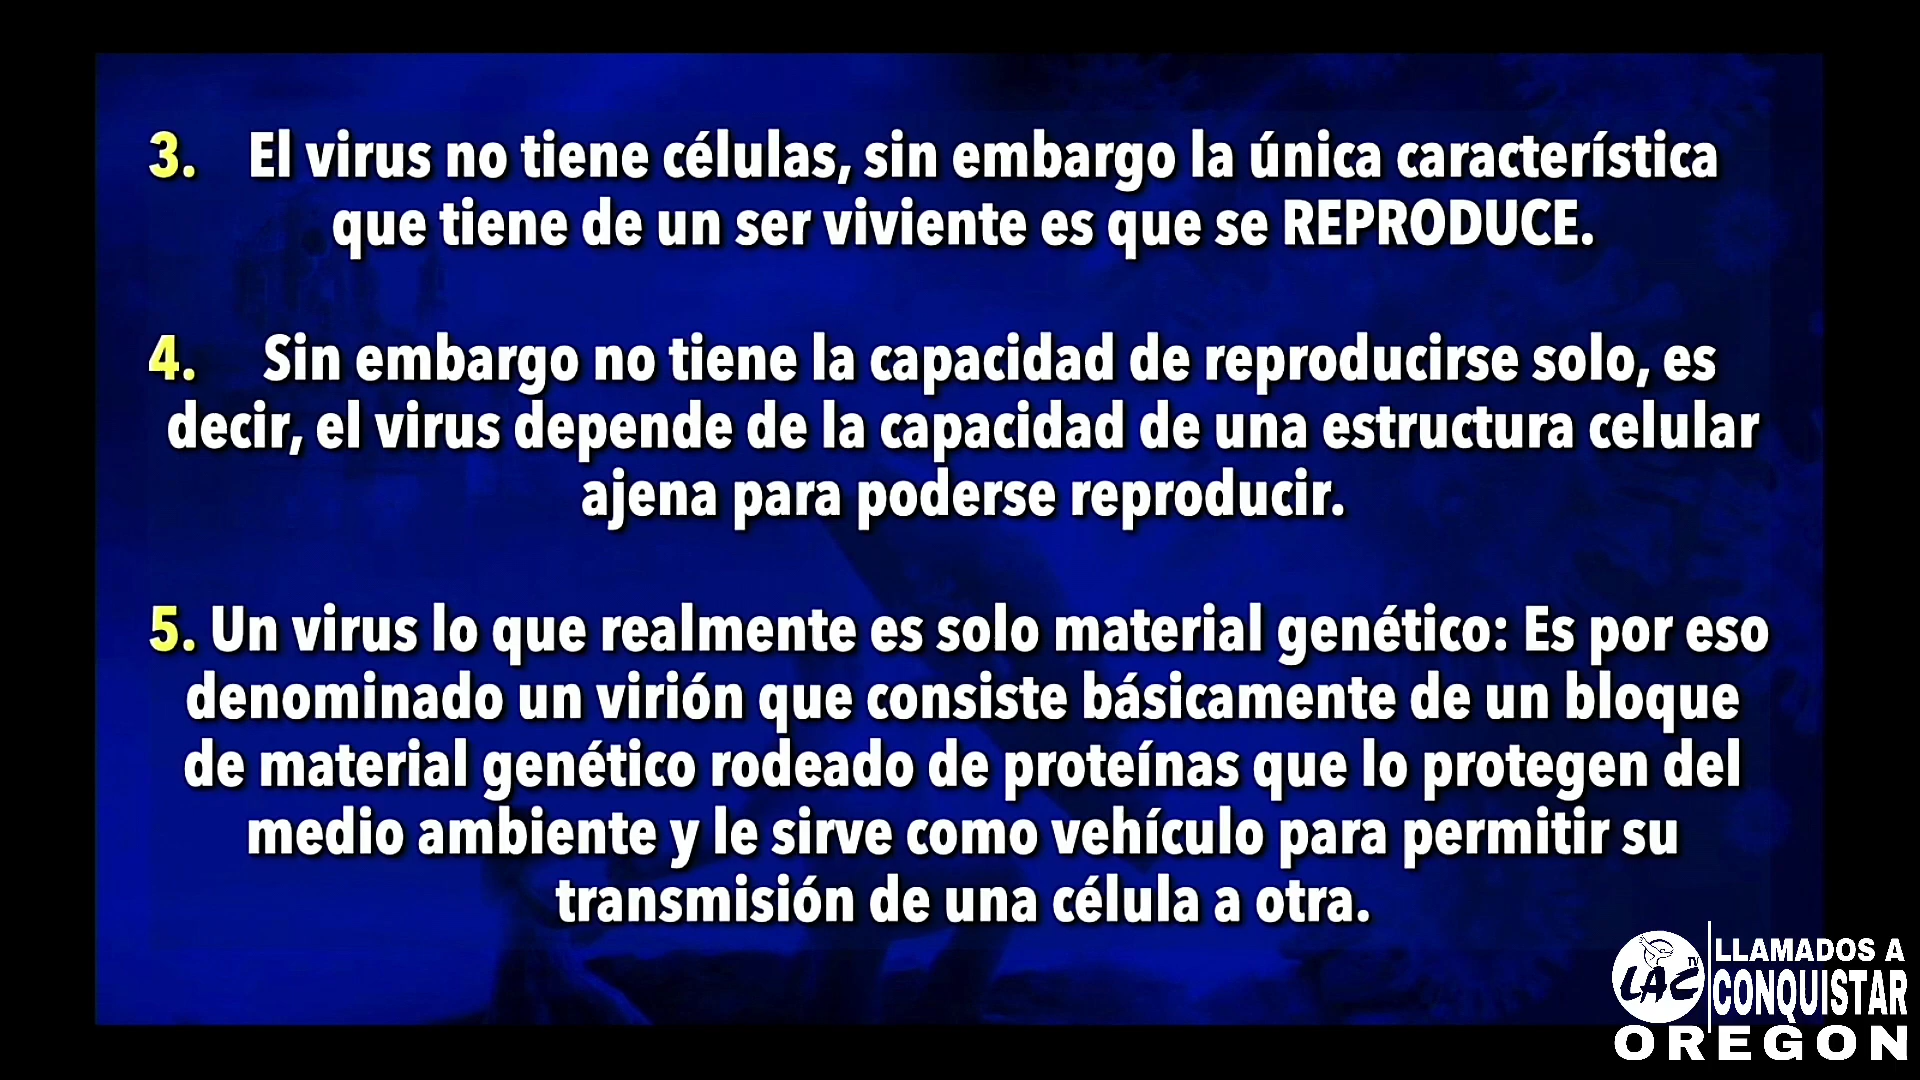 3. El virus no tiene células, sin embargo la única característica
que tiene de un ser viviente es que se REPRODUCE.
4. Sin embargo no tiene la capacidad de reproducirse solo, es
decir, el virus depende de la capacidad de una estructura celular
ajena para poderse reproducir.
5. Un virus lo que realmente es solo material genético: Es por eso
denominado un virión que consiste básicamente de un bloque
de material genético rodeado de proteínas que lo protegen del
medio ambiente y le sirve como vehículo para permitir su
transmisión de una célula a otra.
LAC TV
LLAMADOS A
CONQUISTAR
OREGON